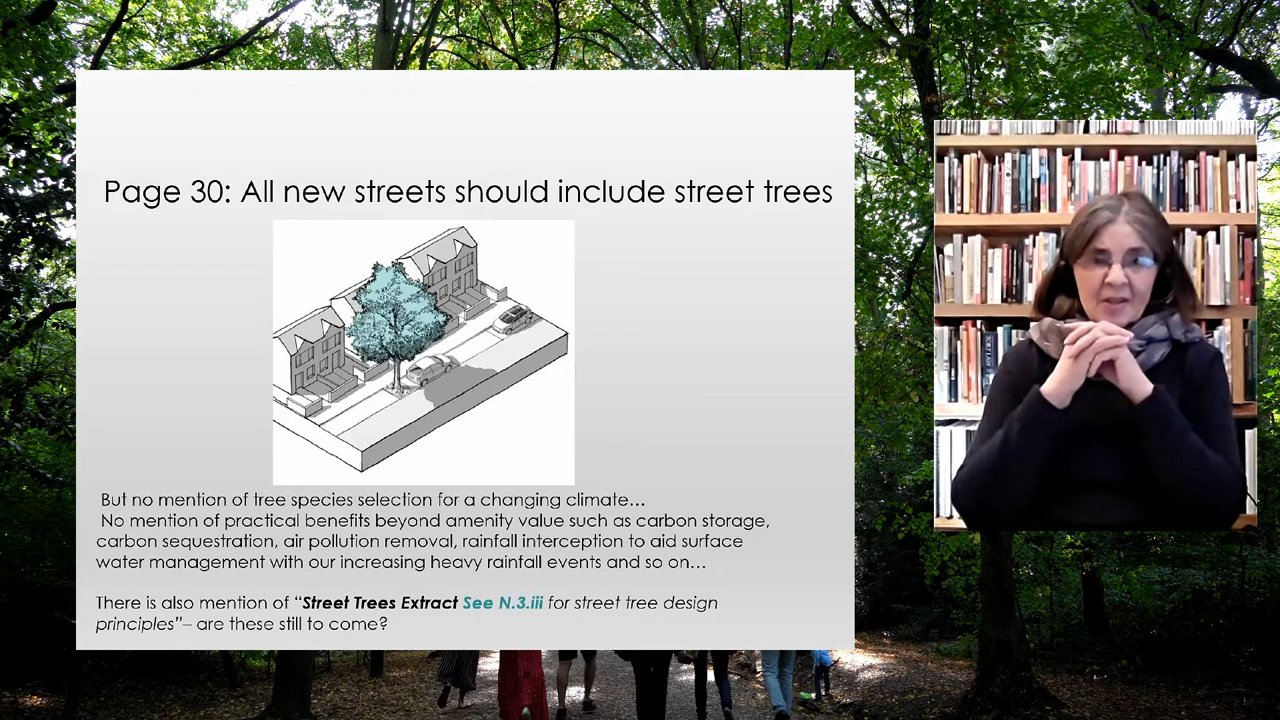 Page 30: All new streets should include street trees
But no mention of tree species selection for a changing climate…
No mention of practical benefits beyond amenity value such as carbon storage,
carbon sequestration, air pollution removal, rainfall interception to aid surface
water management with our increasing heavy rainfall events and so on…
There is also mention of “Street Trees Extract See N.3.iii for street tree design
principles”– are these still to come?